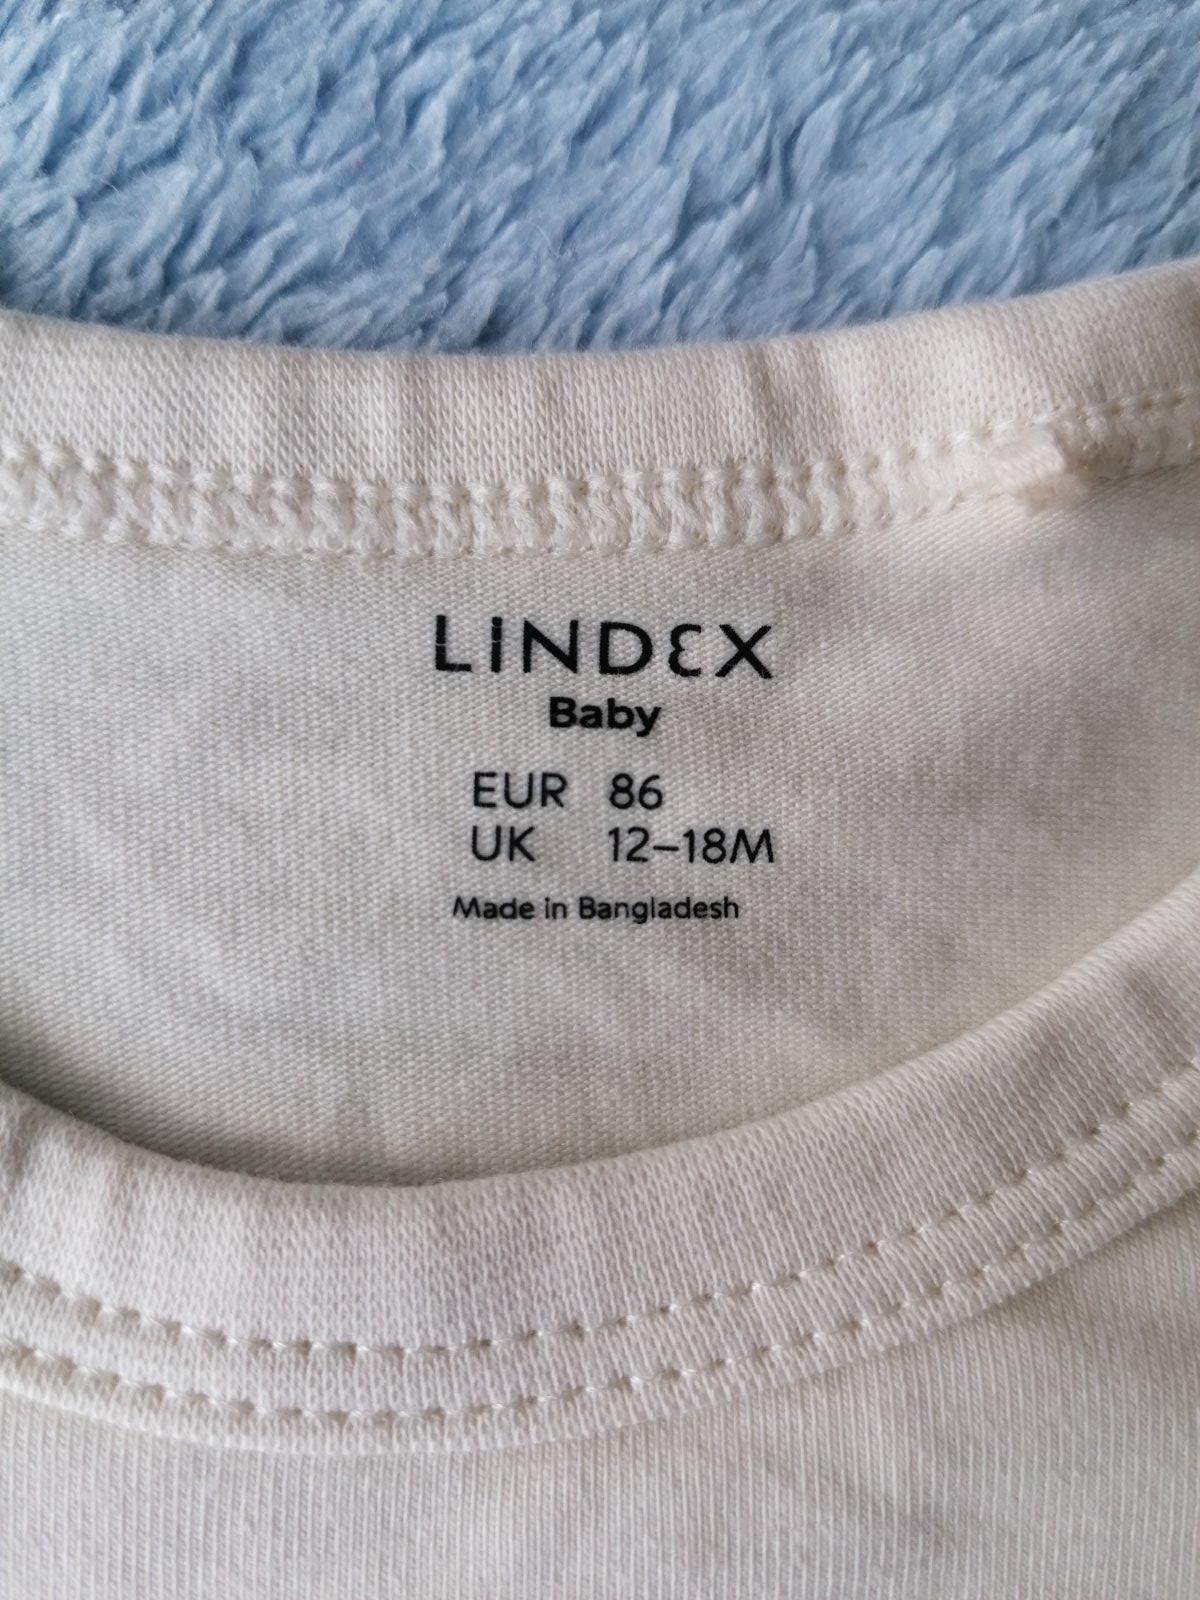 LINDEX
Baby
EUR 86
UK 12–18M
Made in Bangladesh